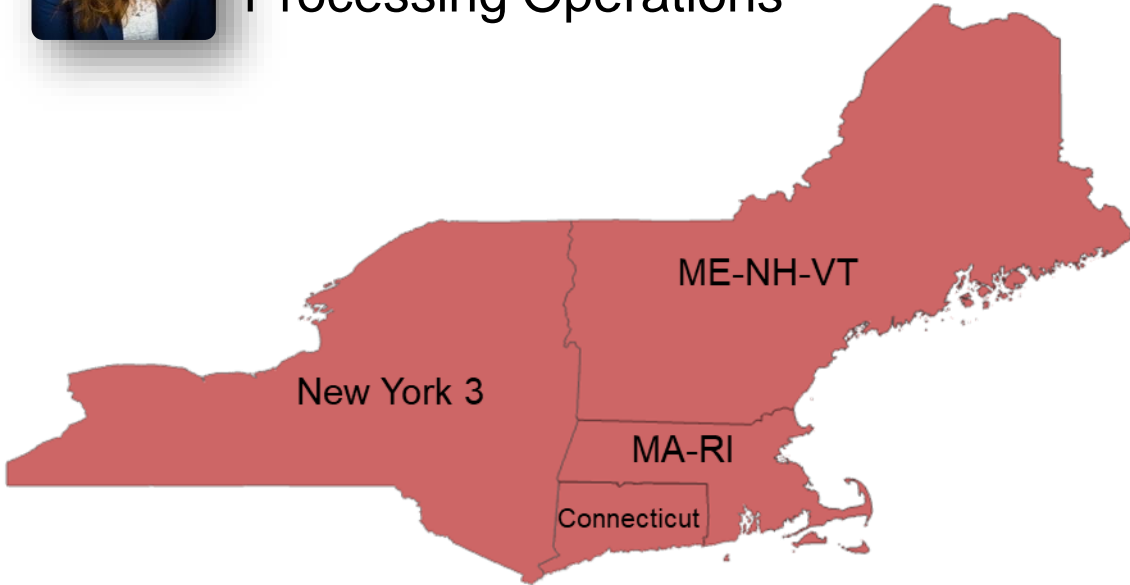 Processing Operations
ME-NH-VT
New York 3
MA-RI
Connecticut